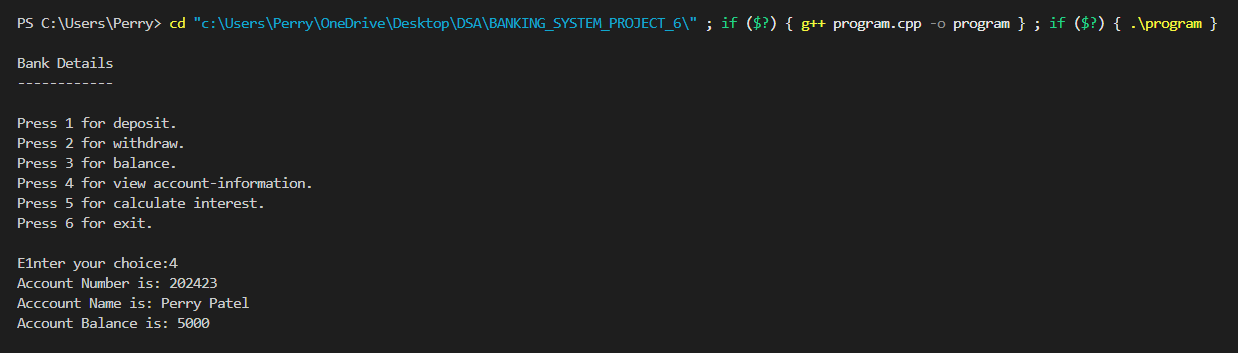 PS C:\Users\Perry> cd "c:\Users\Perry\OneDrive\Desktop\DSA\BANKING_SYSTEM_PROJECT_6\" ; if ($?) { g++ program.cpp -o program } ; if ($?) { .\program }
Bank Details
------------
Press 1 for deposit.
Press 2 for withdraw.
Press 3 for balance.
Press 4 for view account-information.
Press 5 for calculate interest.
Press 6 for exit.
E1nter your choice:4
Account Number is: 202423
Acccount Name is: Perry Patel
Account Balance is: 5000